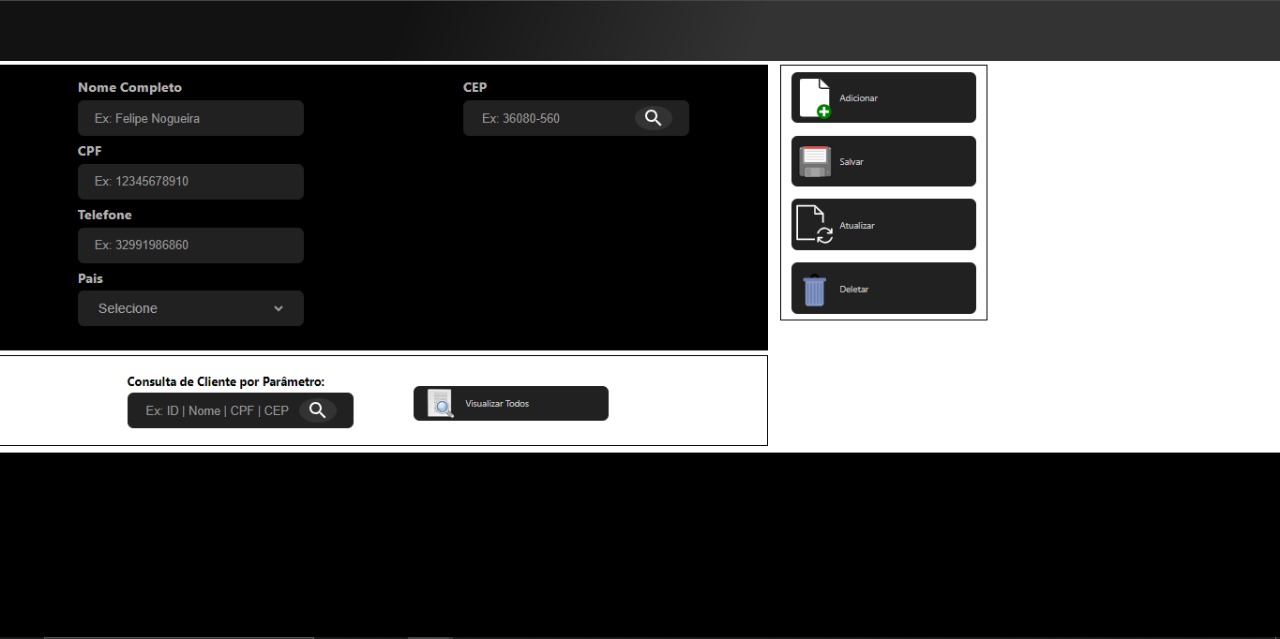 Nome Completo
Ex: Felipe Nogueira
CPF
Ex: 12345678910
Telefone
Ex: 32991986860
Pais
Selecione
CEP
Ex: 36080-560
Adicionar
Salvar
Atualizar
Deletar
Consulta de Cliente por Parâmetro:
Ex: ID | Nome | CPF | CEP
Visualizar Todos